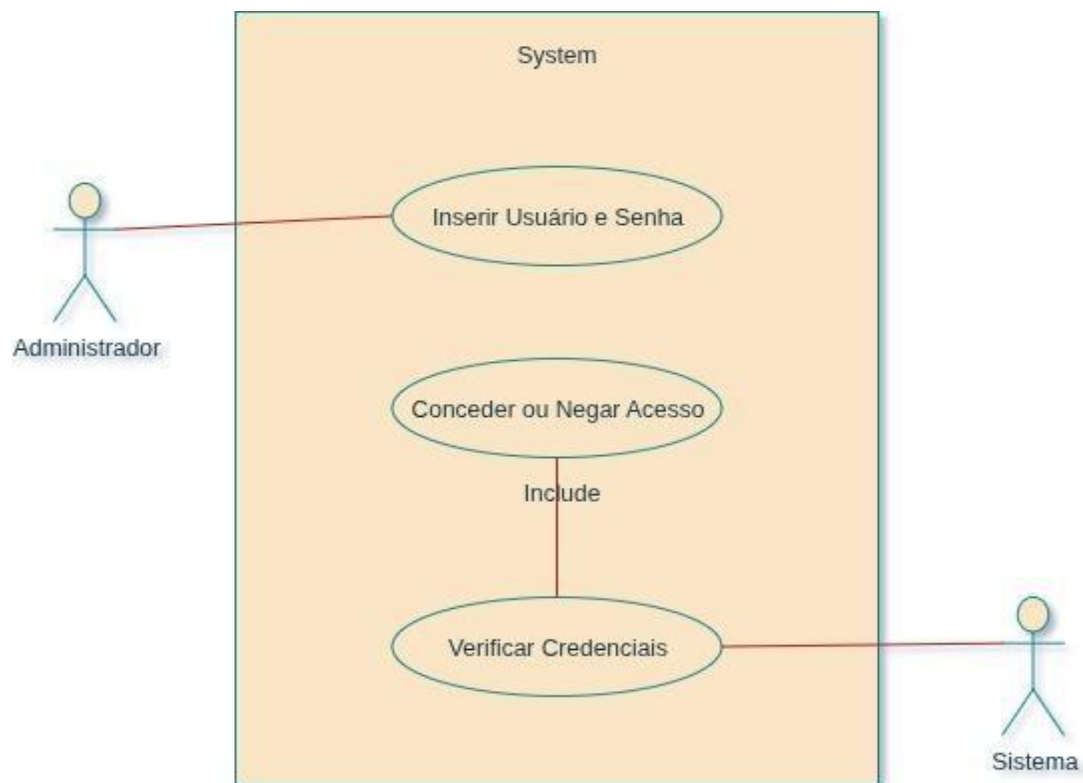 System
Inserir Usuário e Senha
Administrador
Conceder ou Negar Acesso
Include
Verificar Credenciais
Sistema